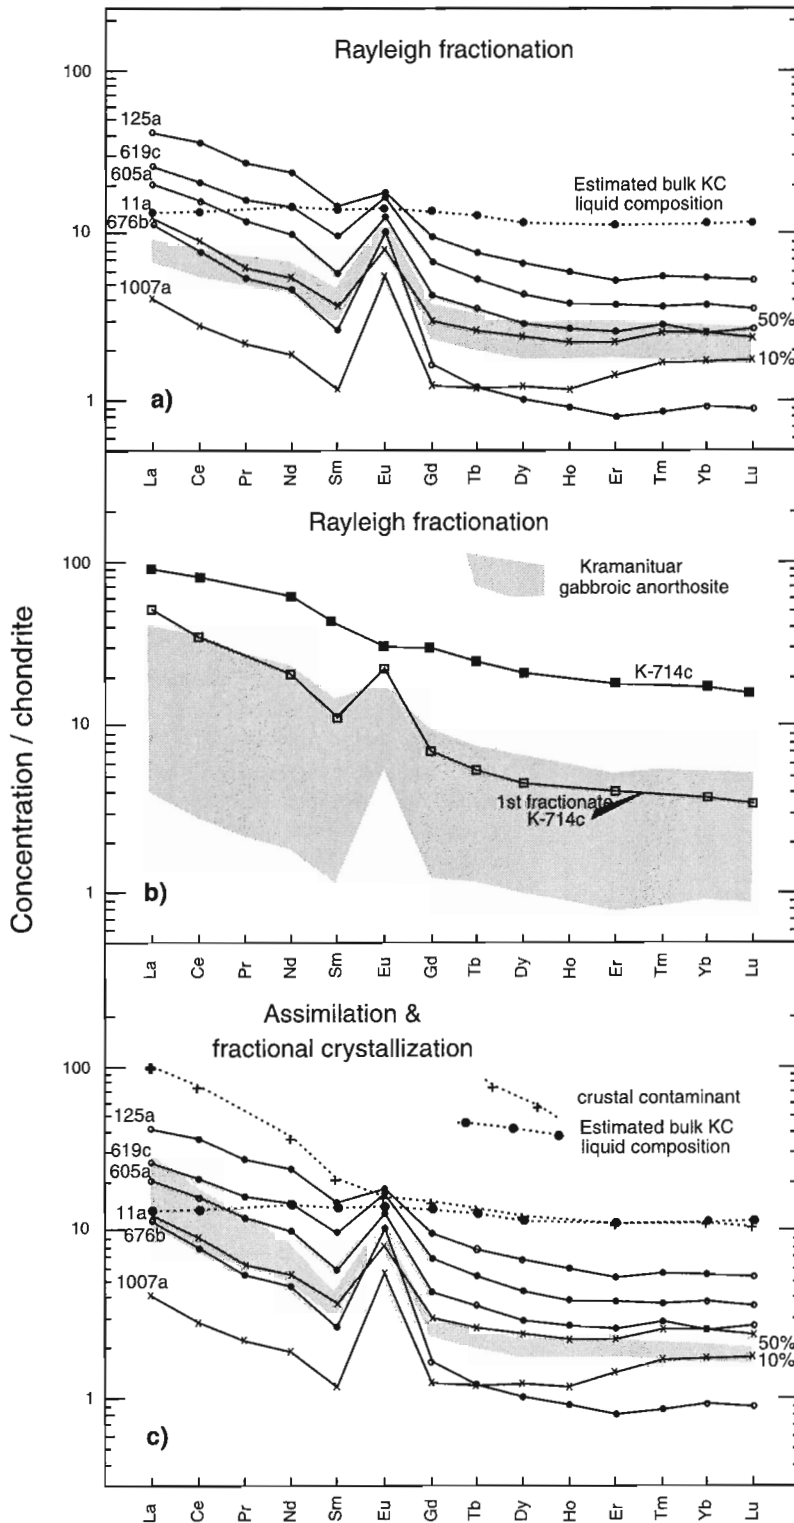 Rayleigh fractionation
100
125a
619c
605a
11a
676b
1007a
Estimated bulk KC
liquid composition
10
50%
10%
1
a)
La Ce Pr Nd Sm Eu Gd Tb Dy Ho Er Tm Yb Lu
Rayleigh fractionation
100
Kramanituar
gabbroic anorthosite
K-714c
10
1st fractionate
K-714c
1
b)
Concentration / chondrite
La Ce Pr Nd Sm Eu Gd Tb Dy Ho Er Tm Yb Lu
Assimilation &
fractional crystallization
100
crustal contaminant
Estimated bulk KC
liquid composition
125a
619c
605a
10
11a
676b
1007a
50%
10%
1
c)
La Ce Pr Nd Sm Eu Gd Tb Dy Ho Er Tm Yb Lu